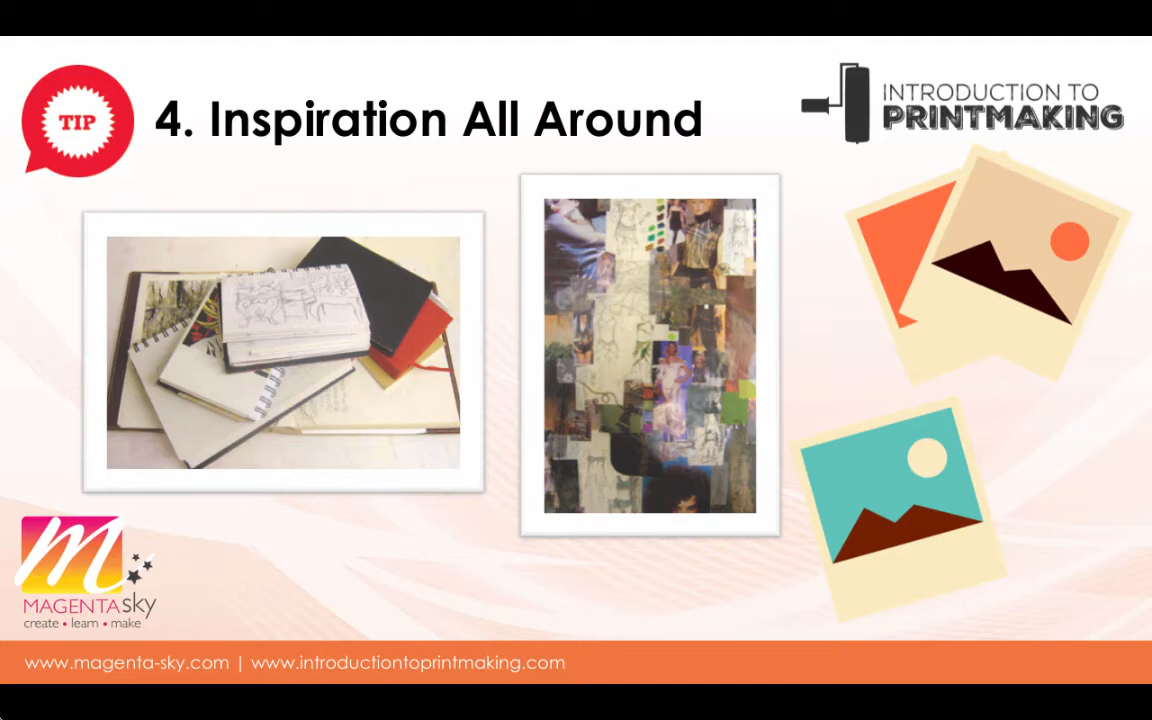 TIP
4. Inspiration All Around
INTRODUCTION TO
PRINTMAKING
m
MAGENTAsky
create • learn • make
www.magenta-sky.com | www.introductiontoprintmaking.com